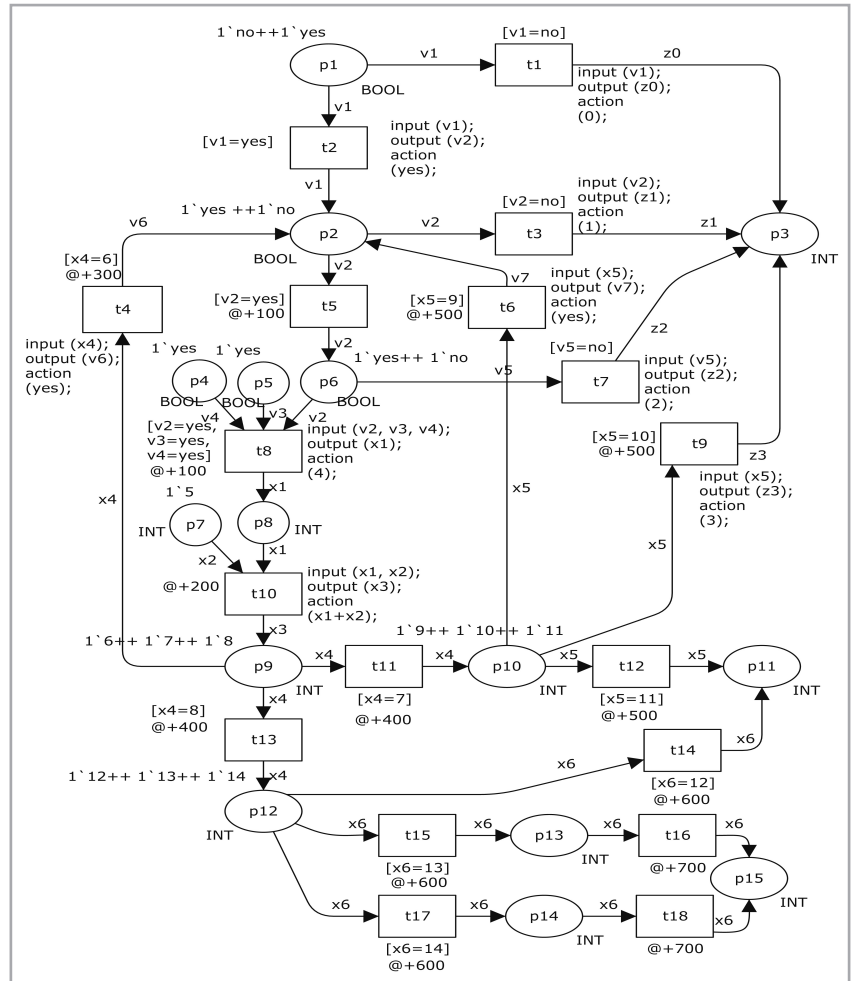 1`no++1`yes
p1
BOOL
v1
[v1=no]
t1
z0
input (v1);
output (z0);
action
(0);
v1
[v1=yes]
t2
input (v1);
output (v2);
action
(yes);
v1
1`yes ++1`no
p2
BOOL
v6
v2
[v2=no]
t3
input (v2);
output (z1);
action
(1);
z1
p3
INT
[x4=6]
@+300
t4
input (x4);
output (v6);
action
(yes);
v2
[v2=yes]
@+100
t5
v2
v7
[x5=9]
@+500
t6
input (x5);
output (v7);
action
(yes);
z2
1`yes
p4
BOOL
1`yes
p5
BOOL
1`yes++ 1`no
p6
BOOL
v5
[v5=no]
t7
input (v5);
output (z2);
action
(2);
v4
v3
v2
[v2=yes,
v3=yes,
v4=yes]
@+100
t8
input (v2, v3, v4);
output (x1);
action
(4);
[x5=10]
@+500
t9
z3
input (x5);
output (z3);
action
(3);
x4
x1
x5
x5
1`5
p7
INT
p8
INT
x2
x1
@+200
t10
input (x1, x2);
output (x3);
action
(x1+x2);
x3
1`6++ 1`7++ 1`8
p9
INT
x4
t11
[x4=7]
@+400
x4
1`9++ 1`10++ 1`11
p10
INT
x5
t12
[x5=11]
@+500
x5
p11
INT
x4
[x4=8]
@+400
t13
x4
1`12++ 1`13++ 1`14
p12
INT
x6
t14
[x6=12]
@+600
x6
x6
t15
[x6=13]
@+600
x6
p13
INT
x6
t16
@+700
x6
p15
INT
x6
t17
[x6=14]
@+600
x6
p14
INT
x6
t18
@+700
x6